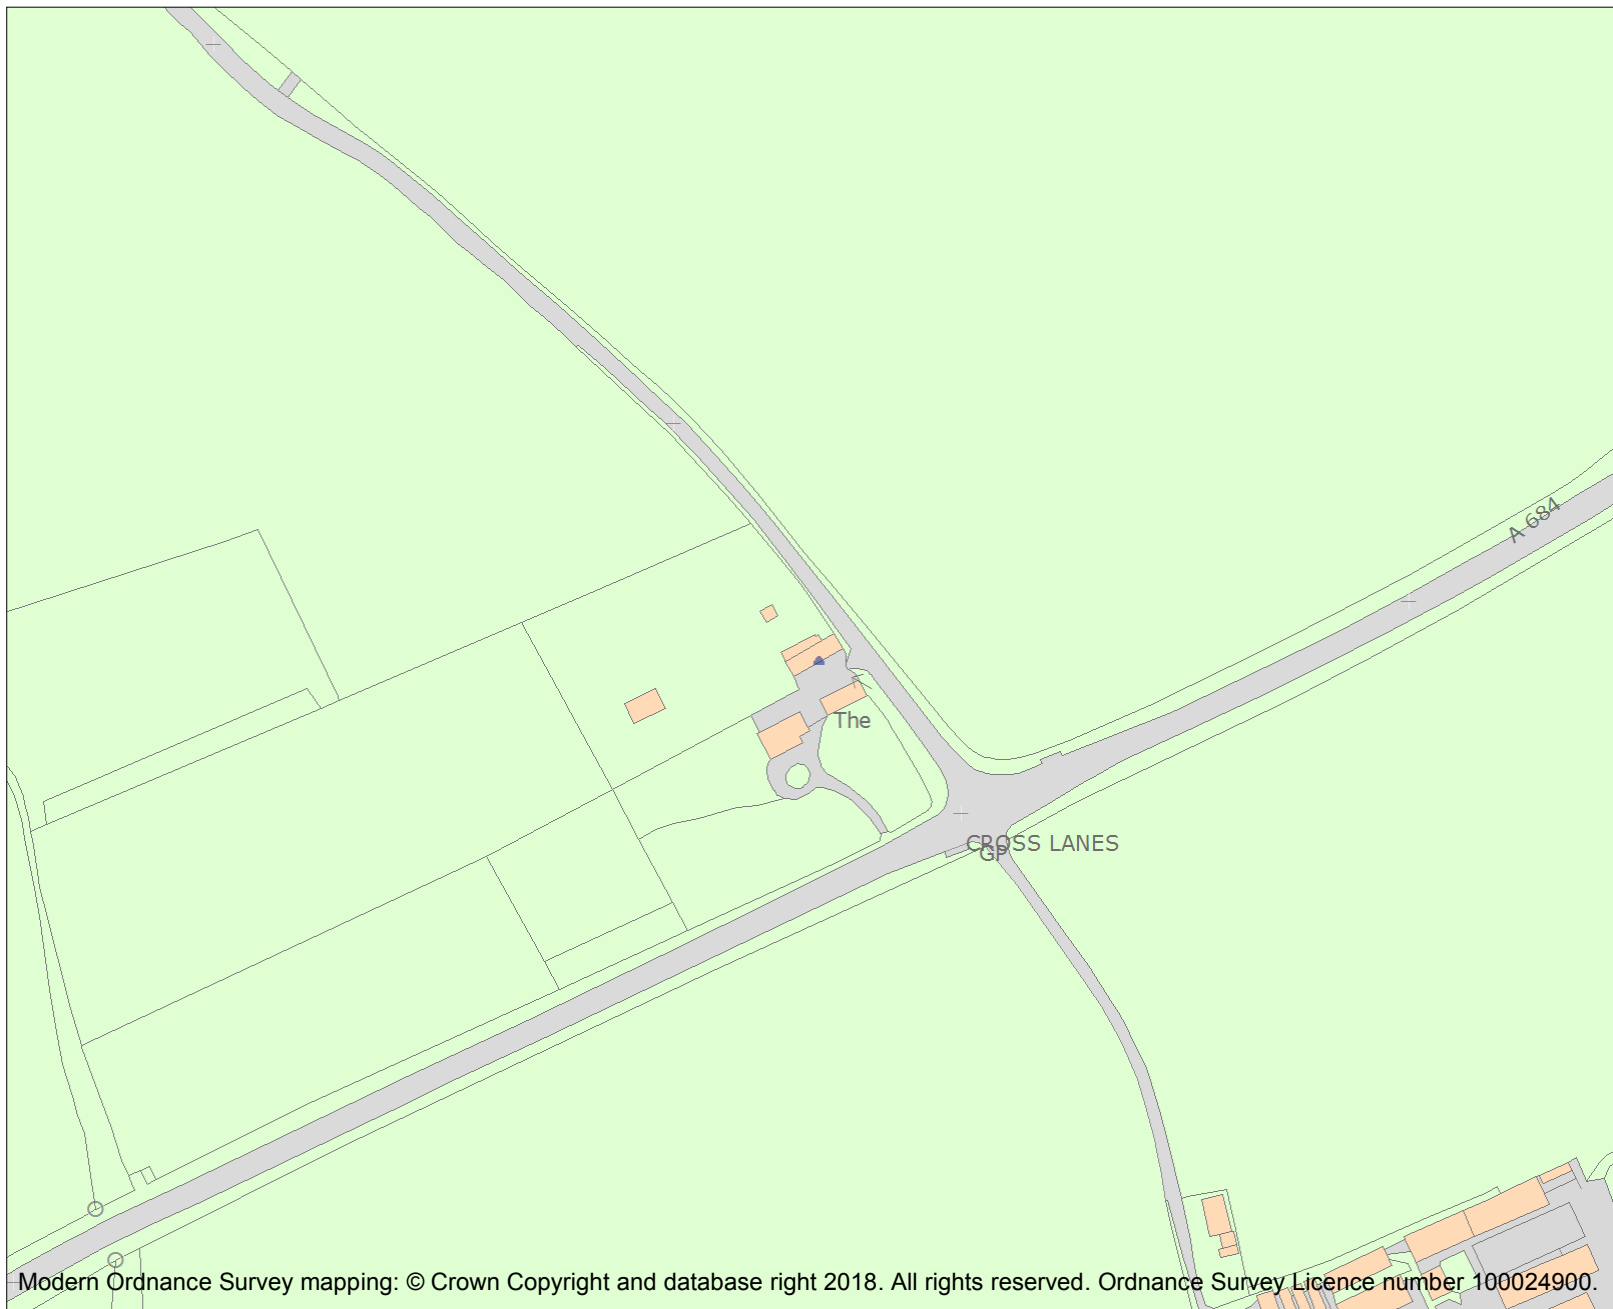 A 684
The
CROSS LANES
GP
Modern Ordnance Survey mapping: © Crown Copyright and database right 2018. All rights reserved. Ordnance Survey Licence number 100024900.